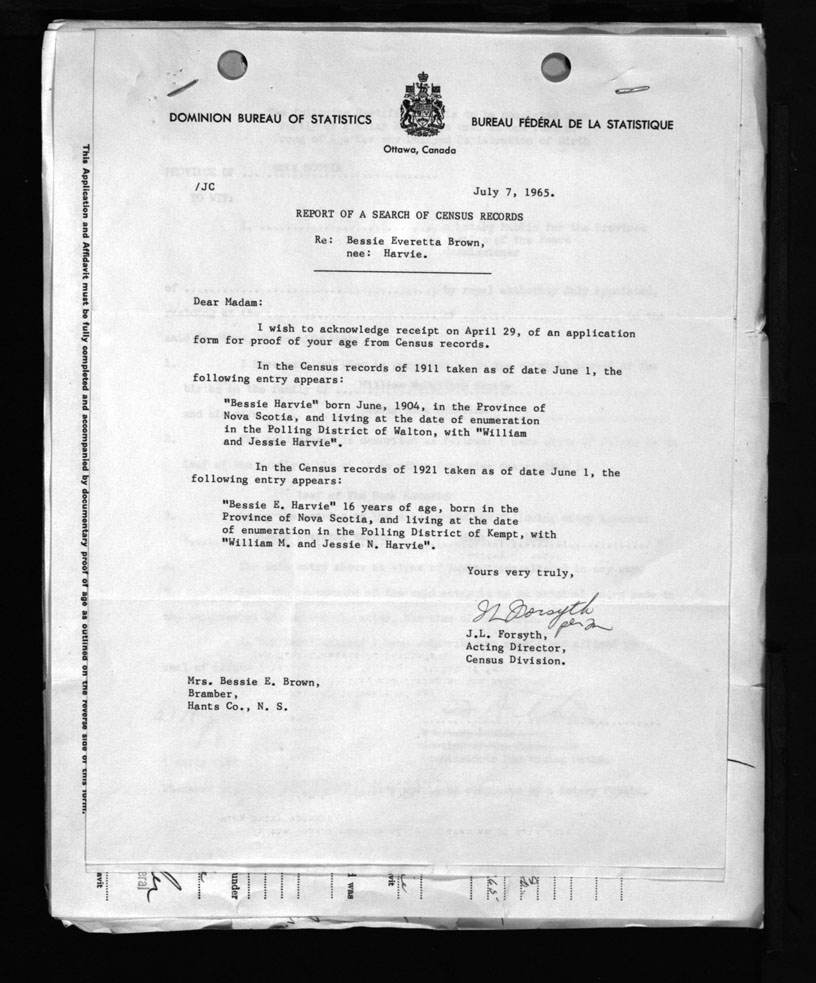 DOMINION BUREAU OF STATISTICS
BUREAU FÉDÉRAL DE LA STATISTIQUE
Ottawa, Canada
/JC
July 7, 1965.
REPORT OF A SEARCH OF CENSUS RECORDS
Re: Bessie Everetta Brown,
nee: Harvie.
Dear Madam:
I wish to acknowledge receipt on April 29, of an application
form for proof of your age from Census records.
In the Census records of 1911 taken as of date June 1, the
following entry appears:
"Bessie Harvie" born June, 1904, in the Province of
Nova Scotia, and living at the date of enumeration
in the Polling District of Walton, with "William
and Jessie Harvie".
In the Census records of 1921 taken as of date June 1, the
following entry appears:
"Bessie E. Harvie" 16 years of age, born in the
Province of Nova Scotia, and living at the date
of enumeration in the Polling District of Kempt, with
"William M. and Jessie N. Harvie".
Yours very truly,
J L Forsyth
per
J.L. Forsyth,
Acting Director,
Census Division.
Mrs. Bessie E. Brown,
Bramber,
Hants Co., N. S.
This Application and Affidavit must be fully completed and accompanied by documentary proof of age as outlined on the reverse side of this form.
avit
eral
under
I was
vit